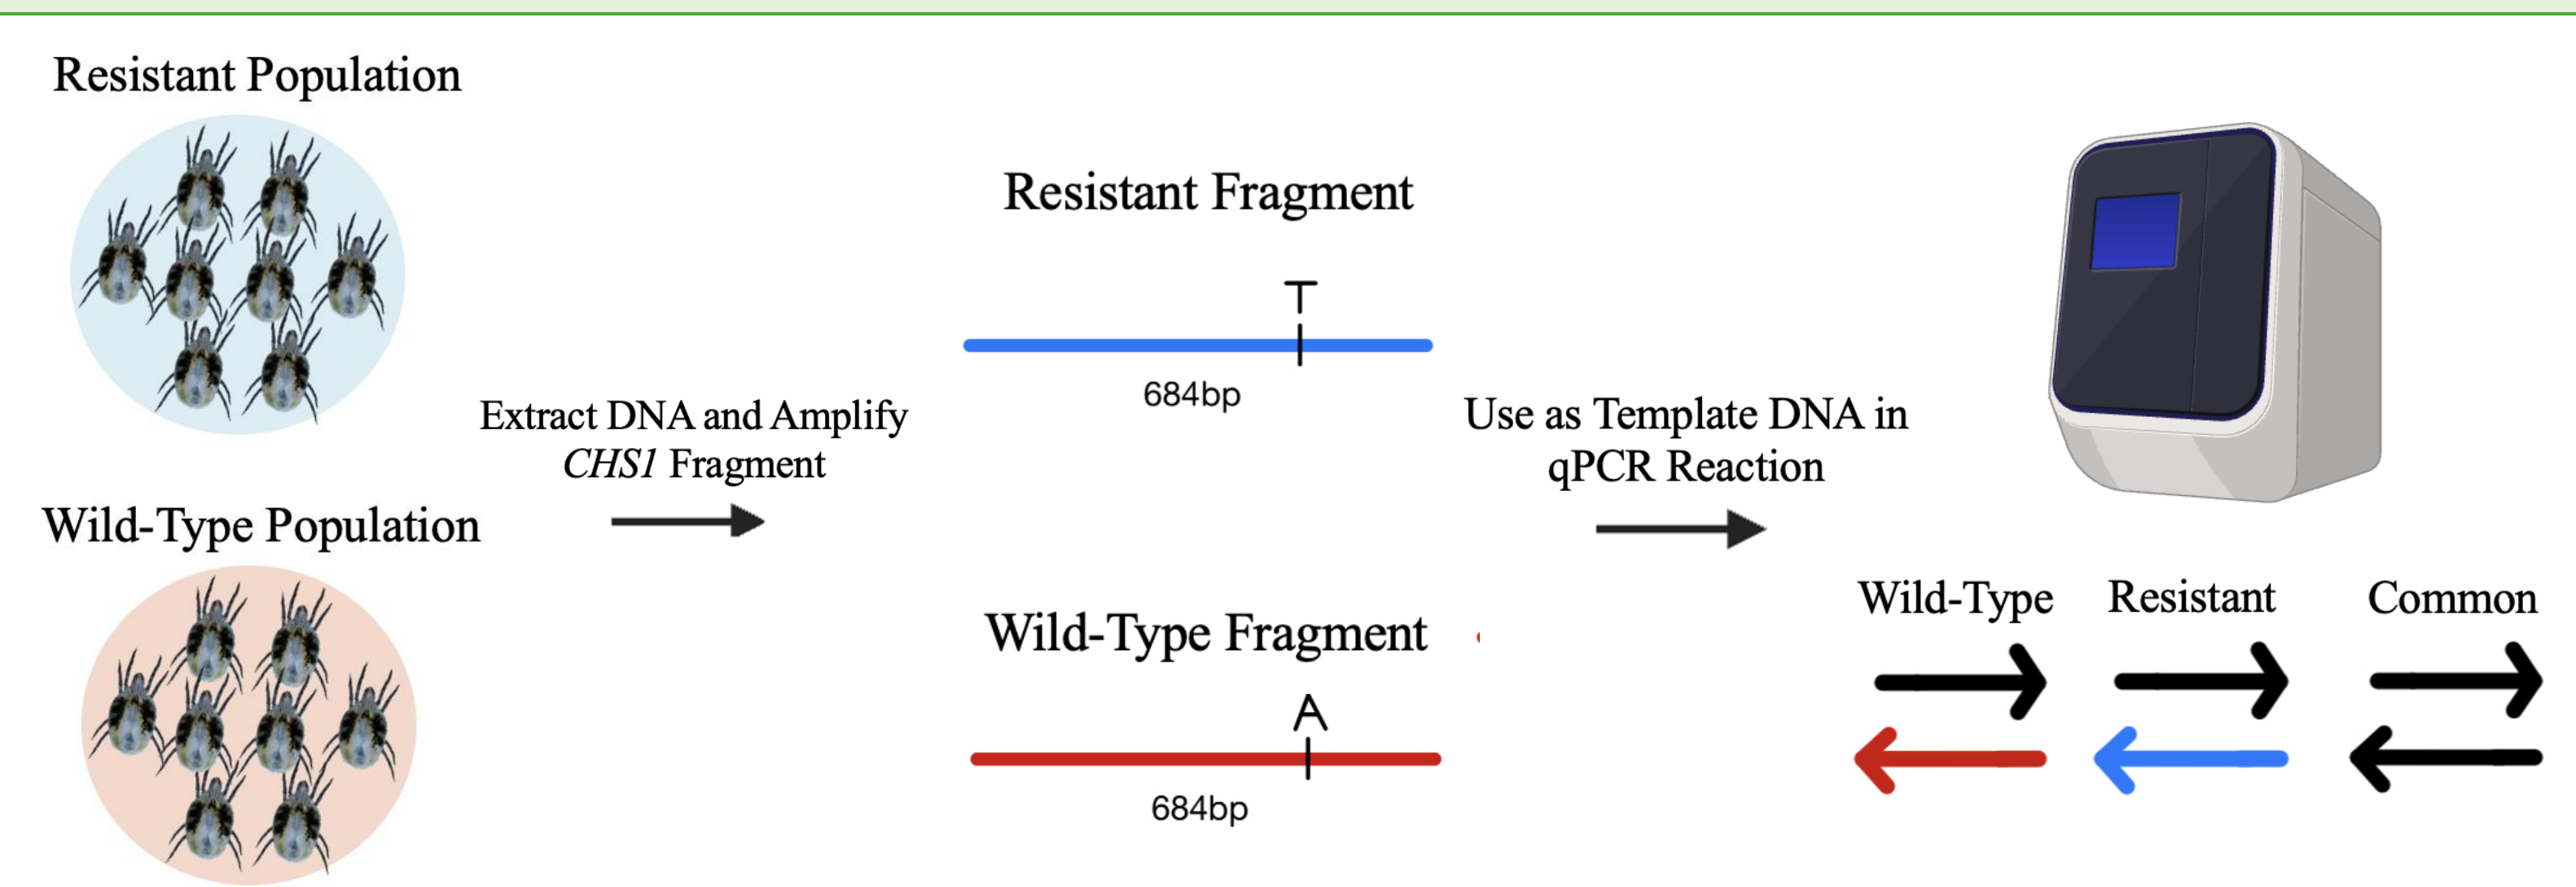 Resistant Population
Wild-Type Population
Extract DNA and Amplify
CHS1 Fragment
Resistant Fragment
T
684bp
Wild-Type Fragment
A
684bp
Use as Template DNA in
qPCR Reaction
Wild-Type
Resistant
Common